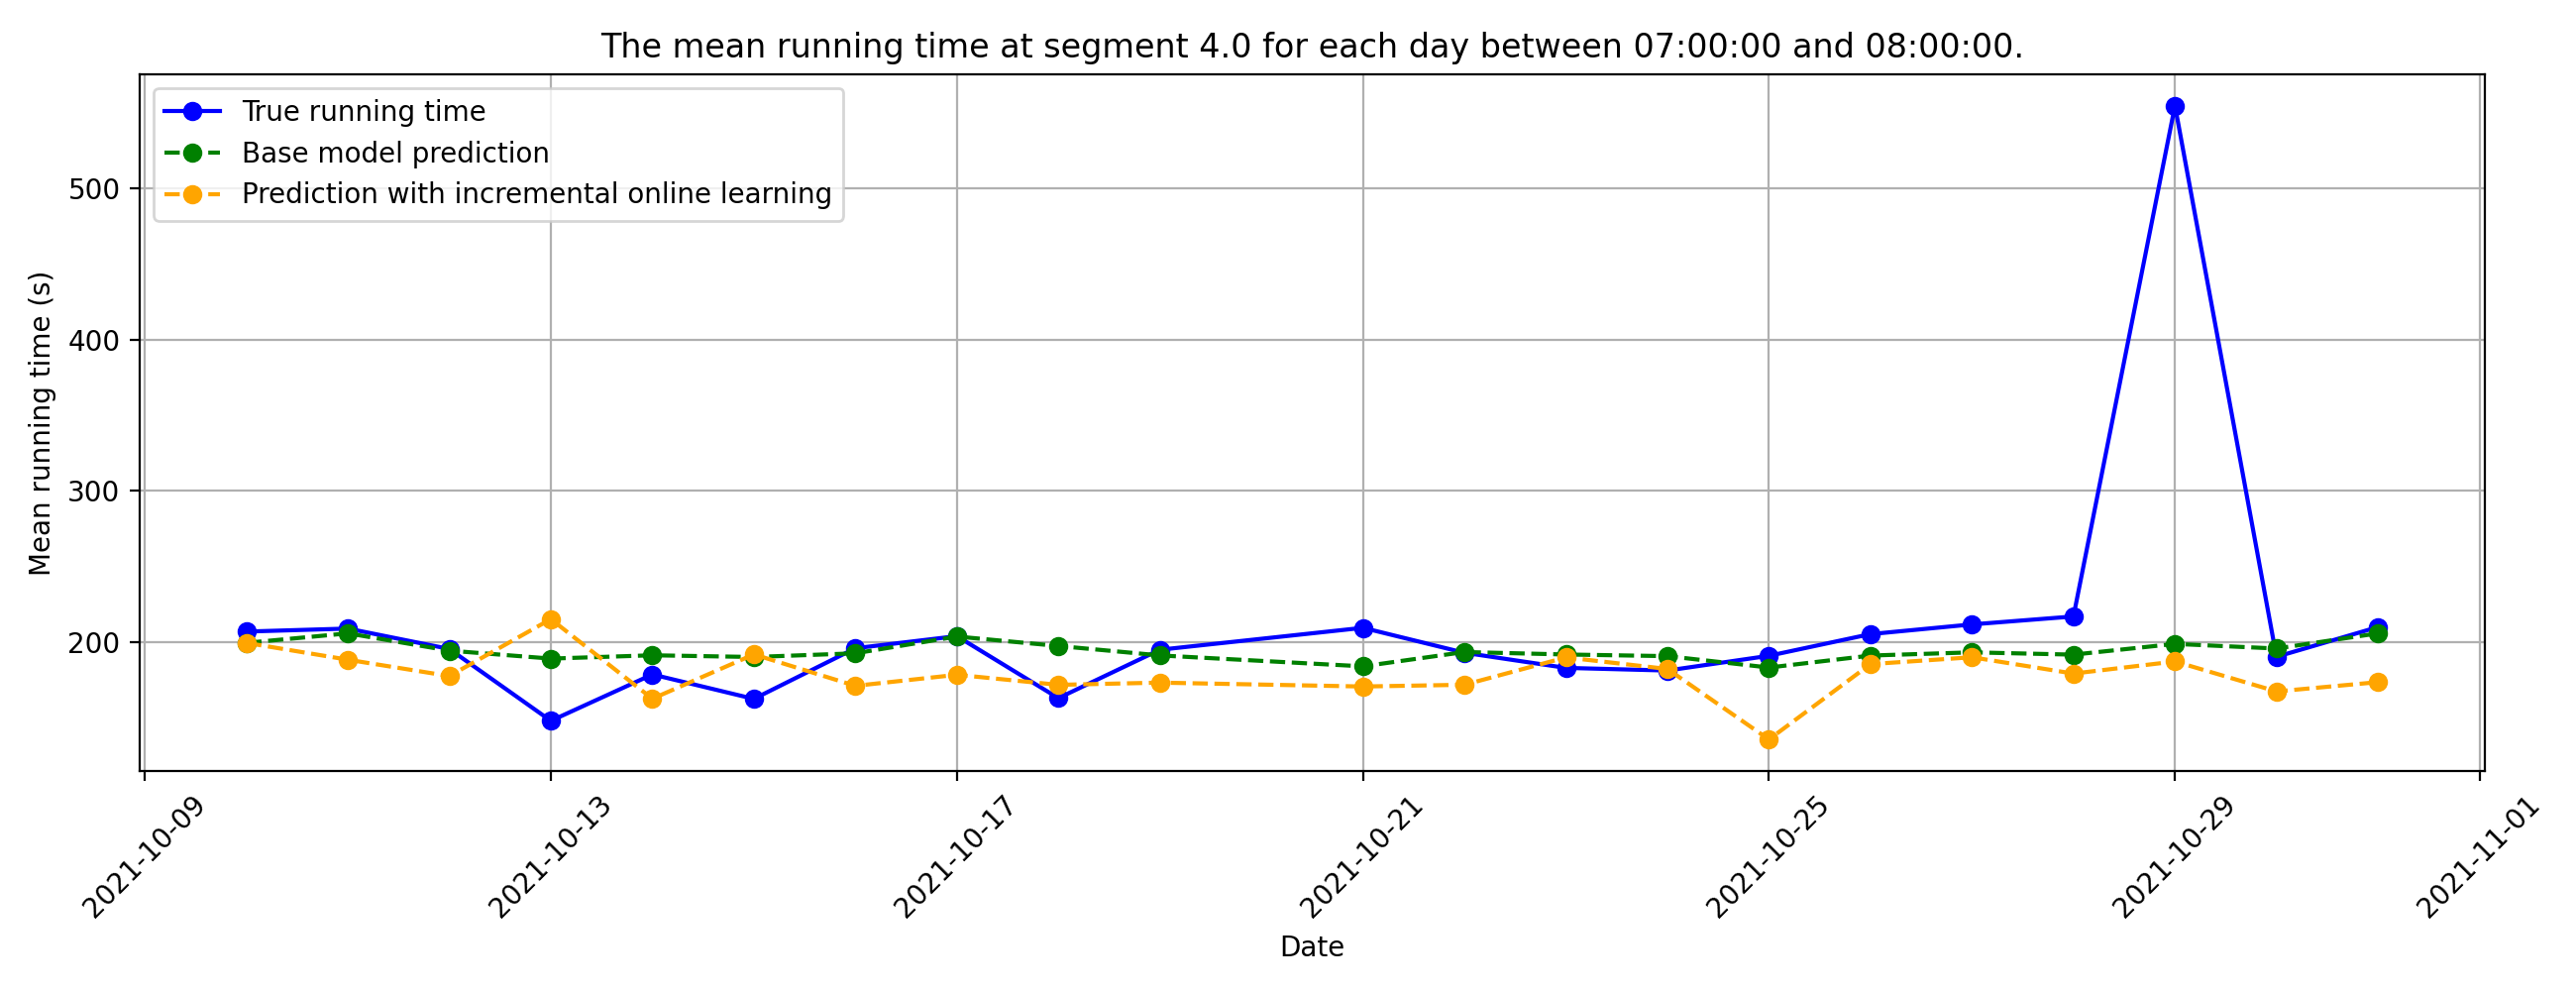 The mean running time at segment 4.0 for each day between 07:00:00 and 08:00:00.
True running time
Base model prediction
Prediction with incremental online learning
Mean running time (s)
500
400
300
200
2021-10-09
2021-10-13
2021-10-17
2021-10-21
2021-10-25
2021-10-29
2021-11-01
Date